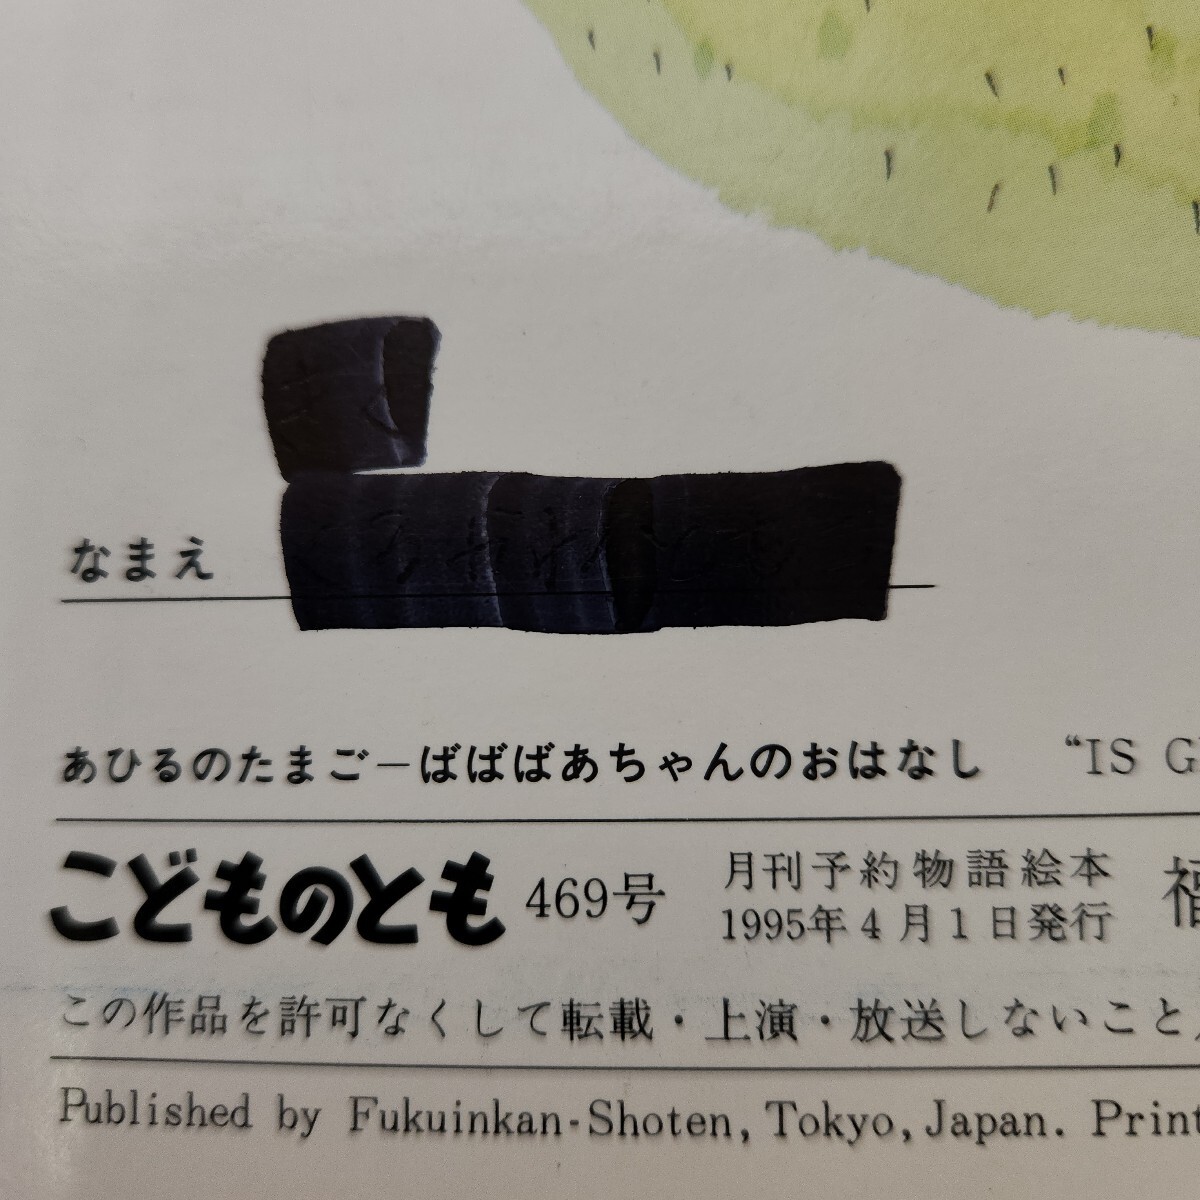 なまえ
あひるのたまご－ばばばあちゃんのおはなし　“IS G
こどものとも 469号
月刊予約物語絵本
1995年4月1日発行
福
この作品を許可なくして転載・上演・放送しないこと
Published by Fukuinkan-Shoten, Tokyo, Japan. Print